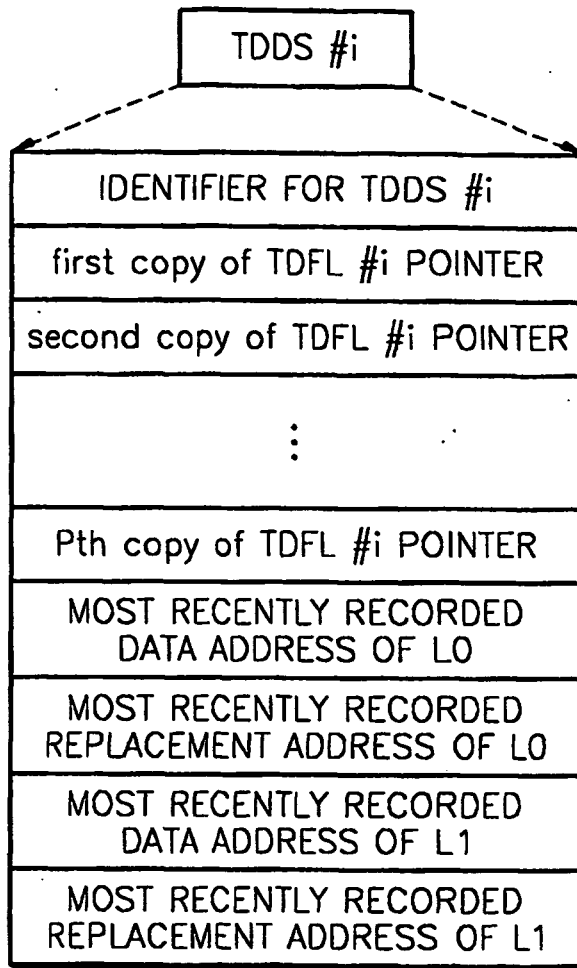 TDDS #i
IDENTIFIER FOR TDDS #i
first copy of TDFL #i POINTER
second copy of TDFL #i POINTER
⋮
Pth copy of TDFL #i POINTER
MOST RECENTLY RECORDED
DATA ADDRESS OF L0
MOST RECENTLY RECORDED
REPLACEMENT ADDRESS OF L0
MOST RECENTLY RECORDED
DATA ADDRESS OF L1
MOST RECENTLY RECORDED
REPLACEMENT ADDRESS OF L1